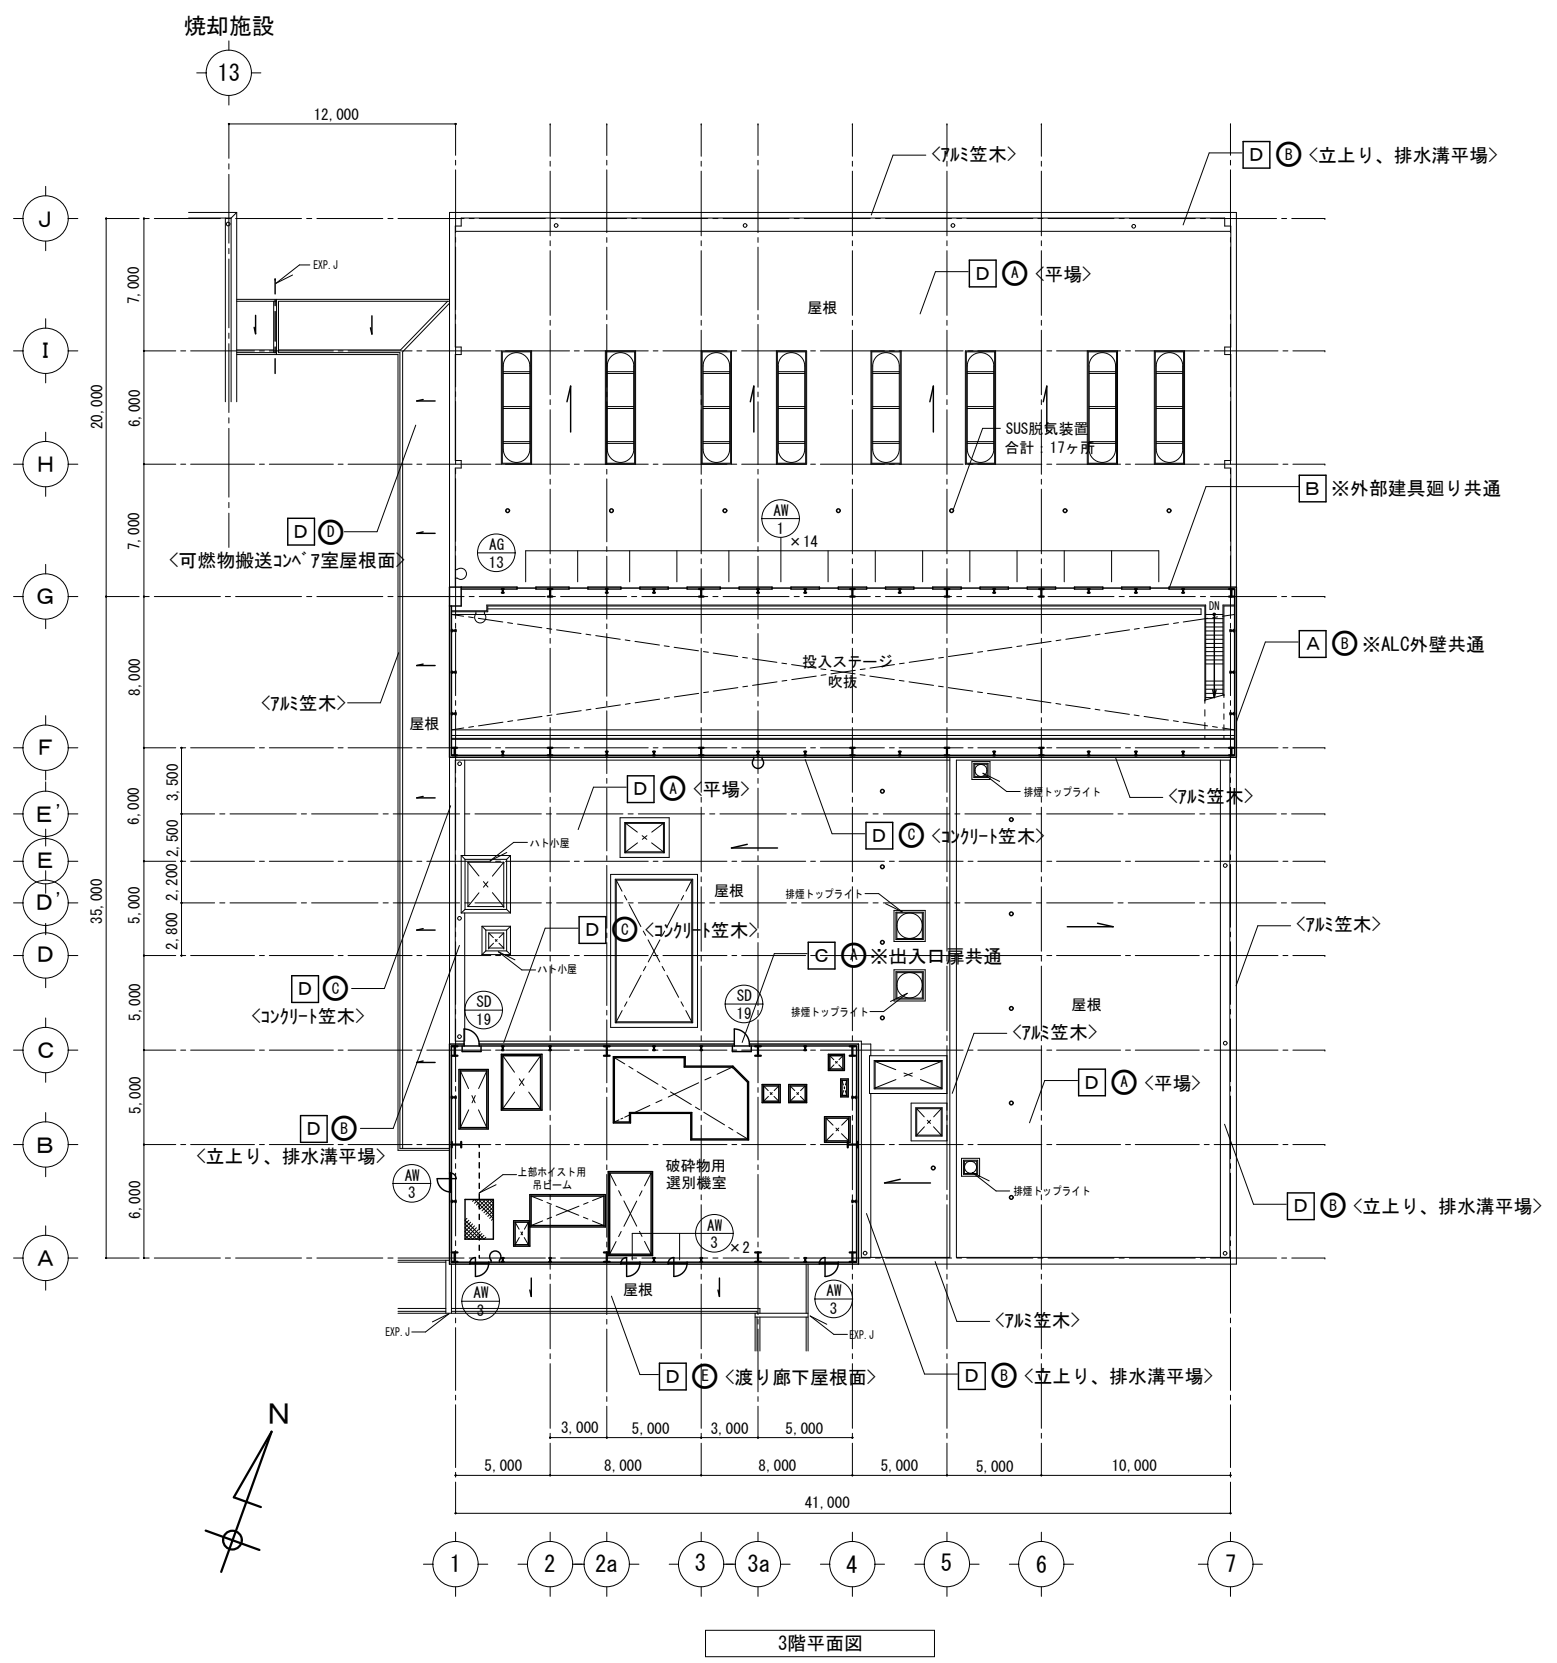 焼却施設
13
12,000
〈アルミ笠木〉
D B 〈立上り、排水溝平場〉
J
EXP.J
D A 〈平場〉
7,000
屋根
I
20,000
6,000
SUS脱気装置
合計：17ヶ所
H
B ※外部建具廻り共通
AW
1
×14
D D
〈可燃物搬送コンベア室屋根面〉
7,000
AG
13
G
DN
A B ※ALC外壁共通
投入ステージ
吹抜
8,000
〈アルミ笠木〉
屋根
F
3,500
D A 〈平場〉
排煙トップライト
〈アルミ笠木〉
E'
6,000
D C 〈コンクリート笠木〉
ハト小屋
2,500
E
屋根
排煙トップライト
2,200
D'
35,000
5,000
D C 〈コンクリート笠木〉
〈アルミ笠木〉
2,800
D
C A ※出入口扉共通
ハト小屋
D C
〈コンクリート笠木〉
SD
19
SD
19
排煙トップライト
屋根
5,000
〈アルミ笠木〉
C
D A 〈平場〉
5,000
D B
〈立上り、排水溝平場〉
B
上部ホイスト用
吊ビーム
破砕物用
選別機室
AW
3
排煙トップライト
D B 〈立上り、排水溝平場〉
6,000
AW
3
×2
A
屋根
AW
3
AW
3
〈アルミ笠木〉
EXP.J
EXP.J
D E 〈渡り廊下屋根面〉
D B 〈立上り、排水溝平場〉
N
3,000
5,000
3,000
5,000
5,000
8,000
8,000
5,000
5,000
10,000
41,000
1
2
2a
3
3a
4
5
6
7
3階平面図